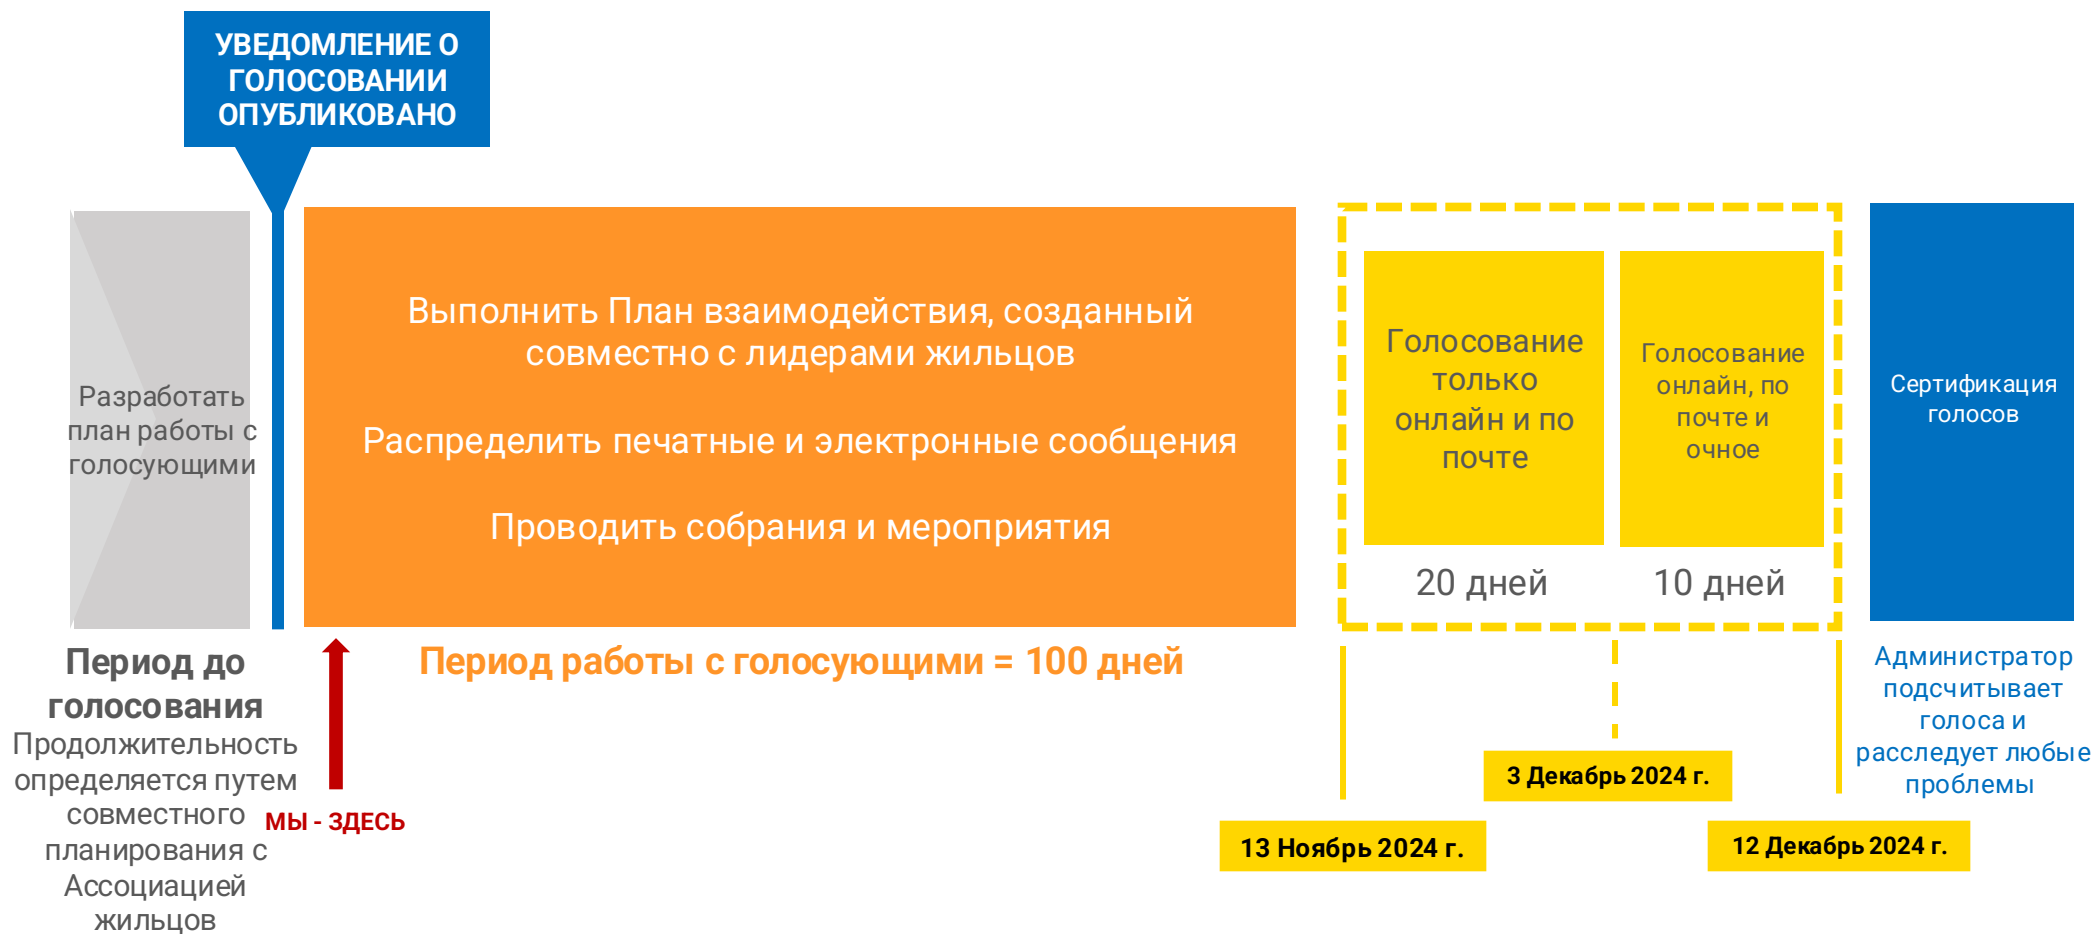 УВЕДОМЛЕНИЕ О
ГОЛОСОВАНИИ
ОПУБЛИКОВАНО
Разработать
план работы с
голосующими
Период до
голосования
Продолжительность
определяется путем
совместного
планирования с
Ассоциацией
жильцов
МЫ - ЗДЕСЬ
Выполнить План взаимодействия, созданный
совместно с лидерами жильцов
Распределить печатные и электронные сообщения
Проводить собрания и мероприятия
Период работы с голосующими = 100 дней
Голосование
только
онлайн и по
почте
20 дней
Голосование
онлайн, по
почте и
очное
10 дней
13 Ноябрь 2024 г.
3 Декабрь 2024 г.
12 Декабрь 2024 г.
Сертификация
голосов
Администратор
подсчитывает
голоса и
расследует любые
проблемы